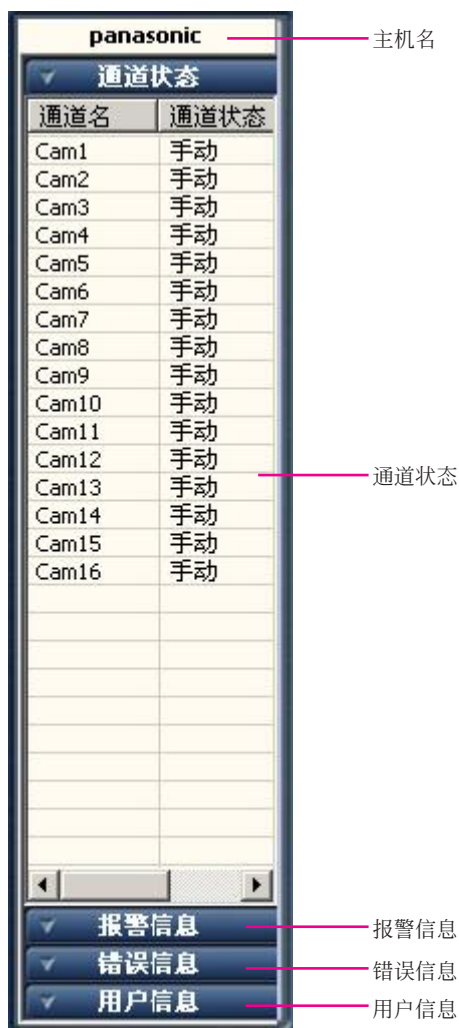 panasonic 主机名
通道状态
通道名 通道状态
Cam1 手动
Cam2 手动
Cam3 手动
Cam4 手动
Cam5 手动
Cam6 手动
Cam7 手动
Cam8 手动
Cam9 手动
Cam10 手动
Cam11 手动
Cam12 手动
通道状态
Cam13 手动
Cam14 手动
Cam15 手动
Cam16 手动
报警信息 报警信息
错误信息 错误信息
用户信息 用户信息